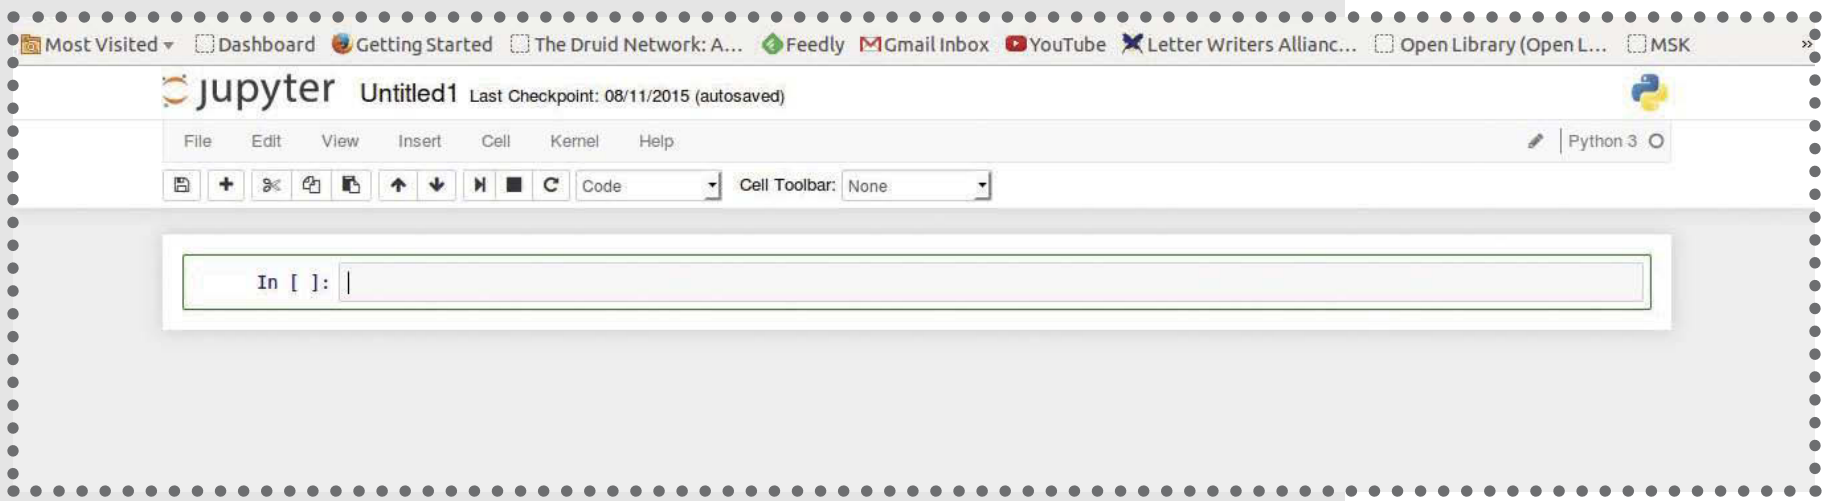 Most Visited Dashboard Getting Started The Druid Network: A... Feedly Gmail Inbox YouTube Letter Writers Allianc... Open Library (Open L... MSK »
jupyter Untitled1 Last Checkpoint: 08/11/2015 (autosaved)
File Edit View Insert Cell Kernel Help Python 3
Code Cell Toolbar: None
In [ ]: